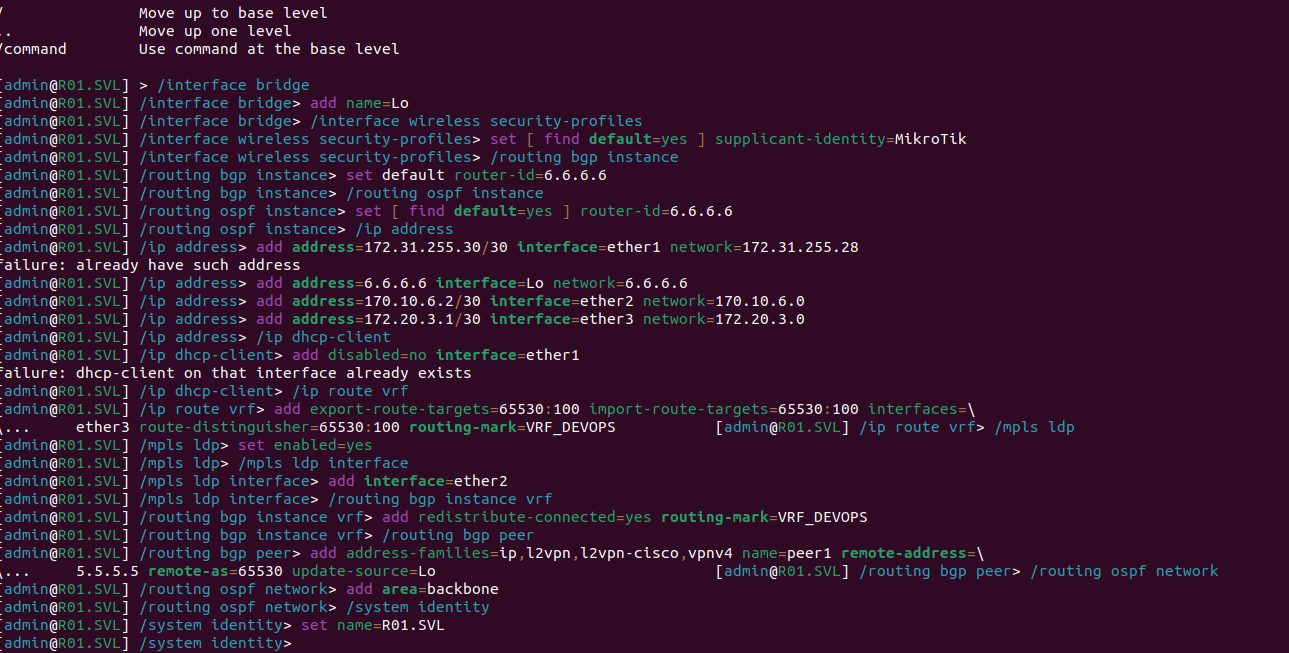 / Move up to base level
.. Move up one level
/command Use command at the base level
[admin@R01.SVL] > /interface bridge
[admin@R01.SVL] /interface bridge> add name=Lo
[admin@R01.SVL] /interface bridge> /interface wireless security-profiles
[admin@R01.SVL] /interface wireless security-profiles> set [ find default=yes ] supplicant-identity=MikroTik
[admin@R01.SVL] /interface wireless security-profiles> /routing bgp instance
[admin@R01.SVL] /routing bgp instance> set default router-id=6.6.6.6
[admin@R01.SVL] /routing bgp instance> /routing ospf instance
[admin@R01.SVL] /routing ospf instance> set [ find default=yes ] router-id=6.6.6.6
[admin@R01.SVL] /routing ospf instance> /ip address
[admin@R01.SVL] /ip address> add address=172.31.255.30/30 interface=ether1 network=172.31.255.28
failure: already have such address
[admin@R01.SVL] /ip address> add address=6.6.6.6 interface=Lo network=6.6.6.6
[admin@R01.SVL] /ip address> add address=170.10.6.2/30 interface=ether2 network=170.10.6.0
[admin@R01.SVL] /ip address> add address=172.20.3.1/30 interface=ether3 network=172.20.3.0
[admin@R01.SVL] /ip address> /ip dhcp-client
[admin@R01.SVL] /ip dhcp-client> add disabled=no interface=ether1
failure: dhcp-client on that interface already exists
[admin@R01.SVL] /ip dhcp-client> /ip route vrf
[admin@R01.SVL] /ip route vrf> add export-route-targets=65530:100 import-route-targets=65530:100 interfaces=\
\... ether3 route-distinguisher=65530:100 routing-mark=VRF_DEVOPS [admin@R01.SVL] /ip route vrf> /mpls ldp
[admin@R01.SVL] /mpls ldp> set enabled=yes
[admin@R01.SVL] /mpls ldp> /mpls ldp interface
[admin@R01.SVL] /mpls ldp interface> add interface=ether2
[admin@R01.SVL] /mpls ldp interface> /routing bgp instance vrf
[admin@R01.SVL] /routing bgp instance vrf> add redistribute-connected=yes routing-mark=VRF_DEVOPS
[admin@R01.SVL] /routing bgp instance vrf> /routing bgp peer
[admin@R01.SVL] /routing bgp peer> add address-families=ip,l2vpn,l2vpn-cisco,vpnv4 name=peer1 remote-address=\
\... 5.5.5.5 remote-as=65530 update-source=Lo [admin@R01.SVL] /routing bgp peer> /routing ospf network
[admin@R01.SVL] /routing ospf network> add area=backbone
[admin@R01.SVL] /routing ospf network> /system identity
[admin@R01.SVL] /system identity> set name=R01.SVL
[admin@R01.SVL] /system identity>